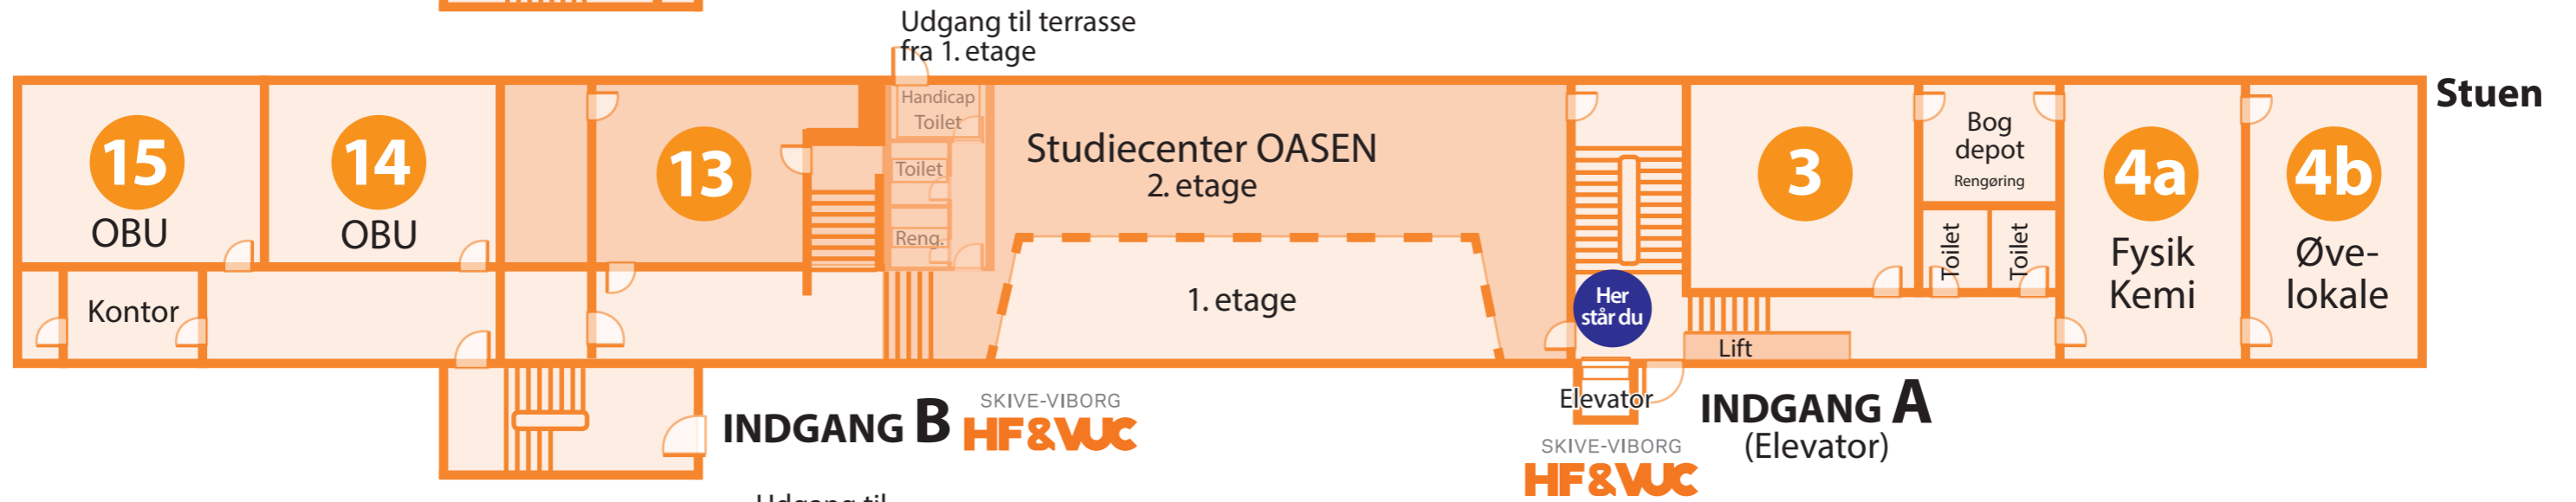 Udgang til terrasse
fra 1. etage
Stuen
15
OBU
14
OBU
Kontor
13
Handicap
Toilet
Toilet
Reng.
Studiecenter OASEN
2. etage
1. etage
Her
står du
3
Bog
depot
Rengøring
Toilet
Toilet
4a
Fysik
Kemi
4b
Øve-
lokale
Lift
Elevator
INDGANG A
(Elevator)
SKIVE-VIBORG
HF&VUC
INDGANG B
SKIVE-VIBORG
HF&VUC
Udgang til